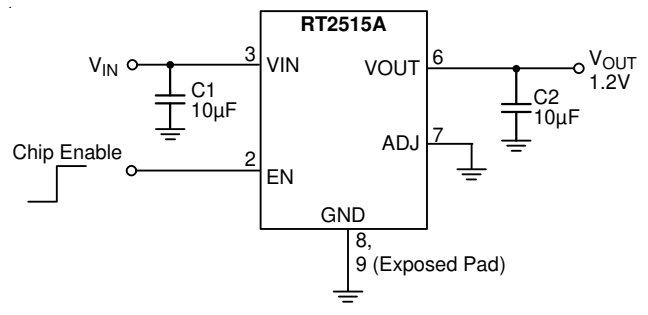 RT2515A
VIN
3
VIN
VOUT
6
VOUT
1.2V
C1
10µF
C2
10µF
ADJ
7
Chip Enable
2
EN
GND
8,
9 (Exposed Pad)